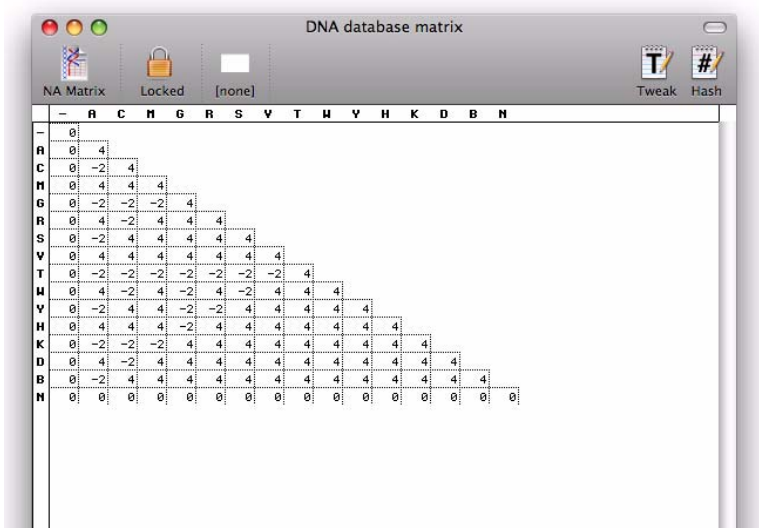 DNA database matrix
T #
NA Matrix Locked [none] Tweak Hash
- A C M G R S V T W Y H K D B N
- 0
A 0 4
C 0 -2 4
M 0 4 4 4
G 0 -2 -2 -2 4
R 0 4 -2 4 4 4
S 0 -2 4 4 4 4 4
V 0 4 4 4 4 4 4 4
T 0 -2 -2 -2 -2 -2 -2 -2 4
W 0 4 -2 4 -2 4 -2 4 4 4
Y 0 -2 4 4 -2 -2 4 4 4 4 4
H 0 4 4 4 -2 4 4 4 4 4 4 4
K 0 -2 -2 -2 4 4 4 4 4 4 4 4 4
D 0 4 -2 4 4 4 4 4 4 4 4 4 4 4
B 0 -2 4 4 4 4 4 4 4 4 4 4 4 4 4
N 0 0 0 0 0 0 0 0 0 0 0 0 0 0 0 0